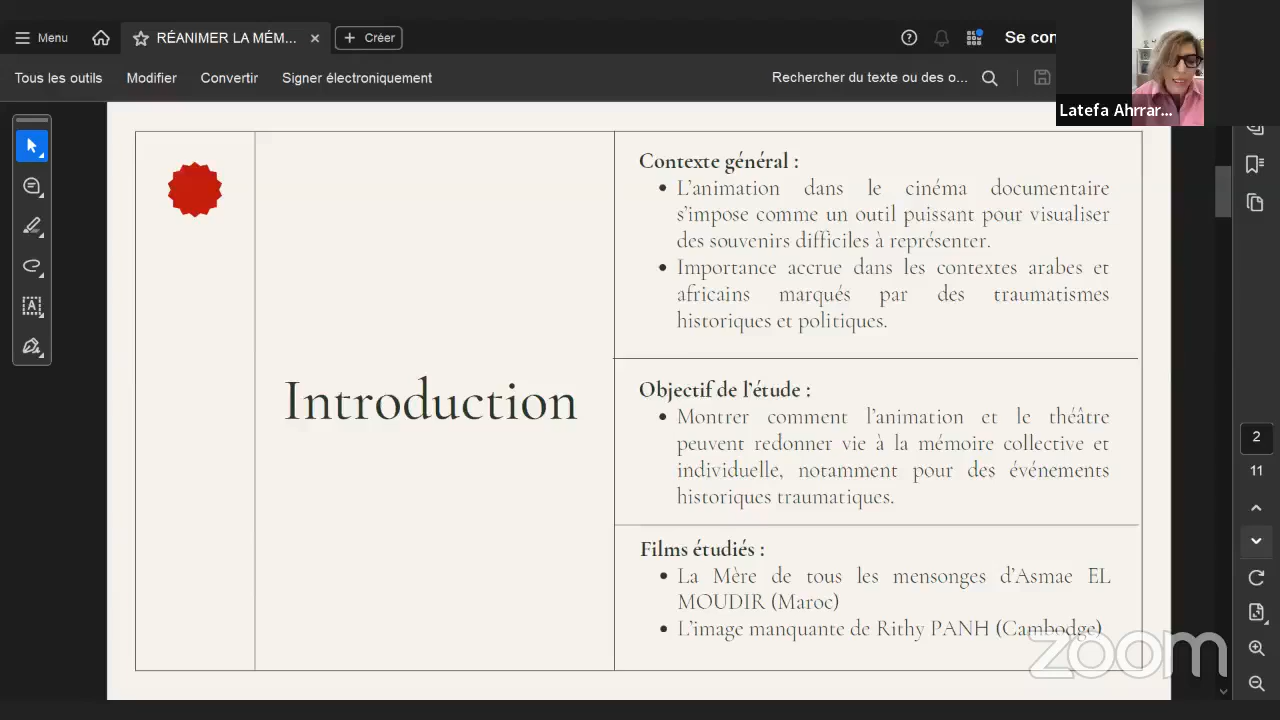 Menu
RÉANIMER LA MÉM...
Créer
Se con
Tous les outils
Modifier
Convertir
Signer électroniquement
Rechercher du texte ou des o...
Latefa Ahrrar...
Introduction
Contexte général :
L'animation dans le cinéma documentaire
s'impose comme un outil puissant pour visualiser
des souvenirs difficiles à représenter.
Importance accrue dans les contextes arabes et
africains marqués par des traumatismes
historiques et politiques.
Objectif de l'étude :
Montrer comment l'animation et le théâtre
peuvent redonner vie à la mémoire collective et
individuelle, notamment pour des événements
historiques traumatiques.
Films étudiés :
La Mère de tous les mensonges d'Asmae EL
MOUDIR (Maroc)
L'image manquante de Rithy PANH (Cambodge)
2
11
zoom